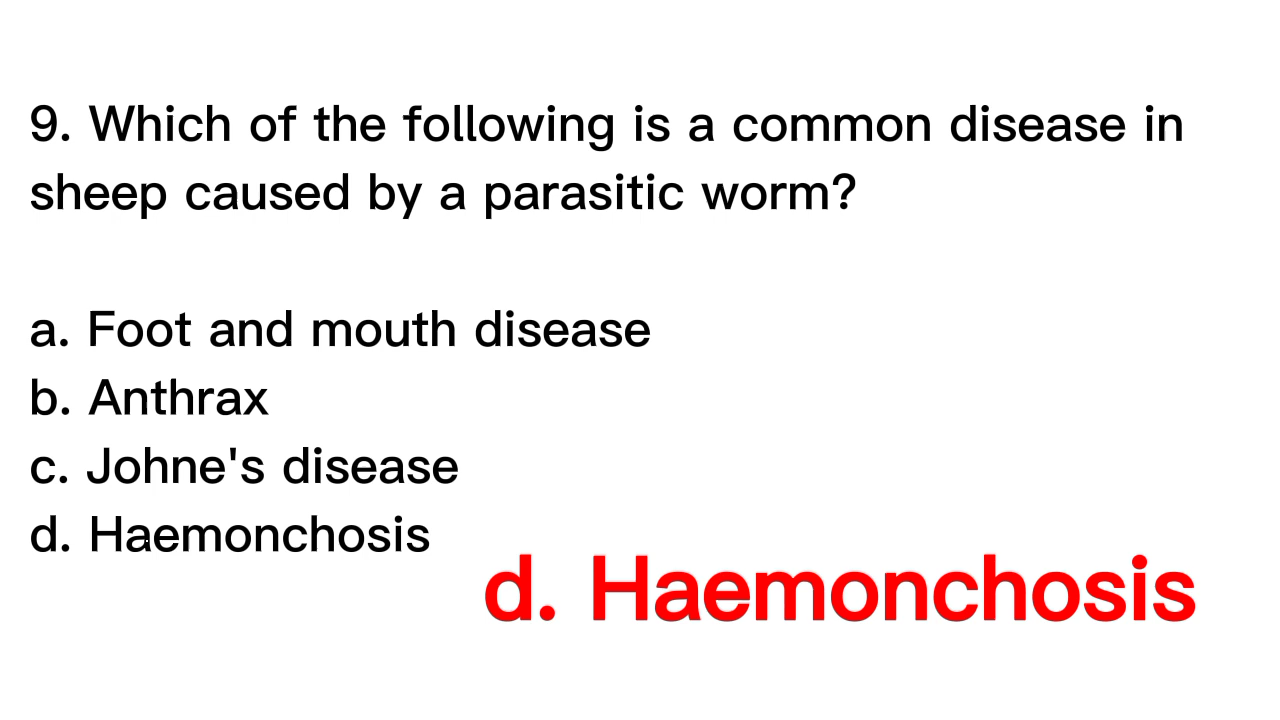 9. Which of the following is a common disease in
sheep caused by a parasitic worm?
a. Foot and mouth disease
b. Anthrax
c. Johne's disease
d. Haemonchosis
d. Haemonchosis